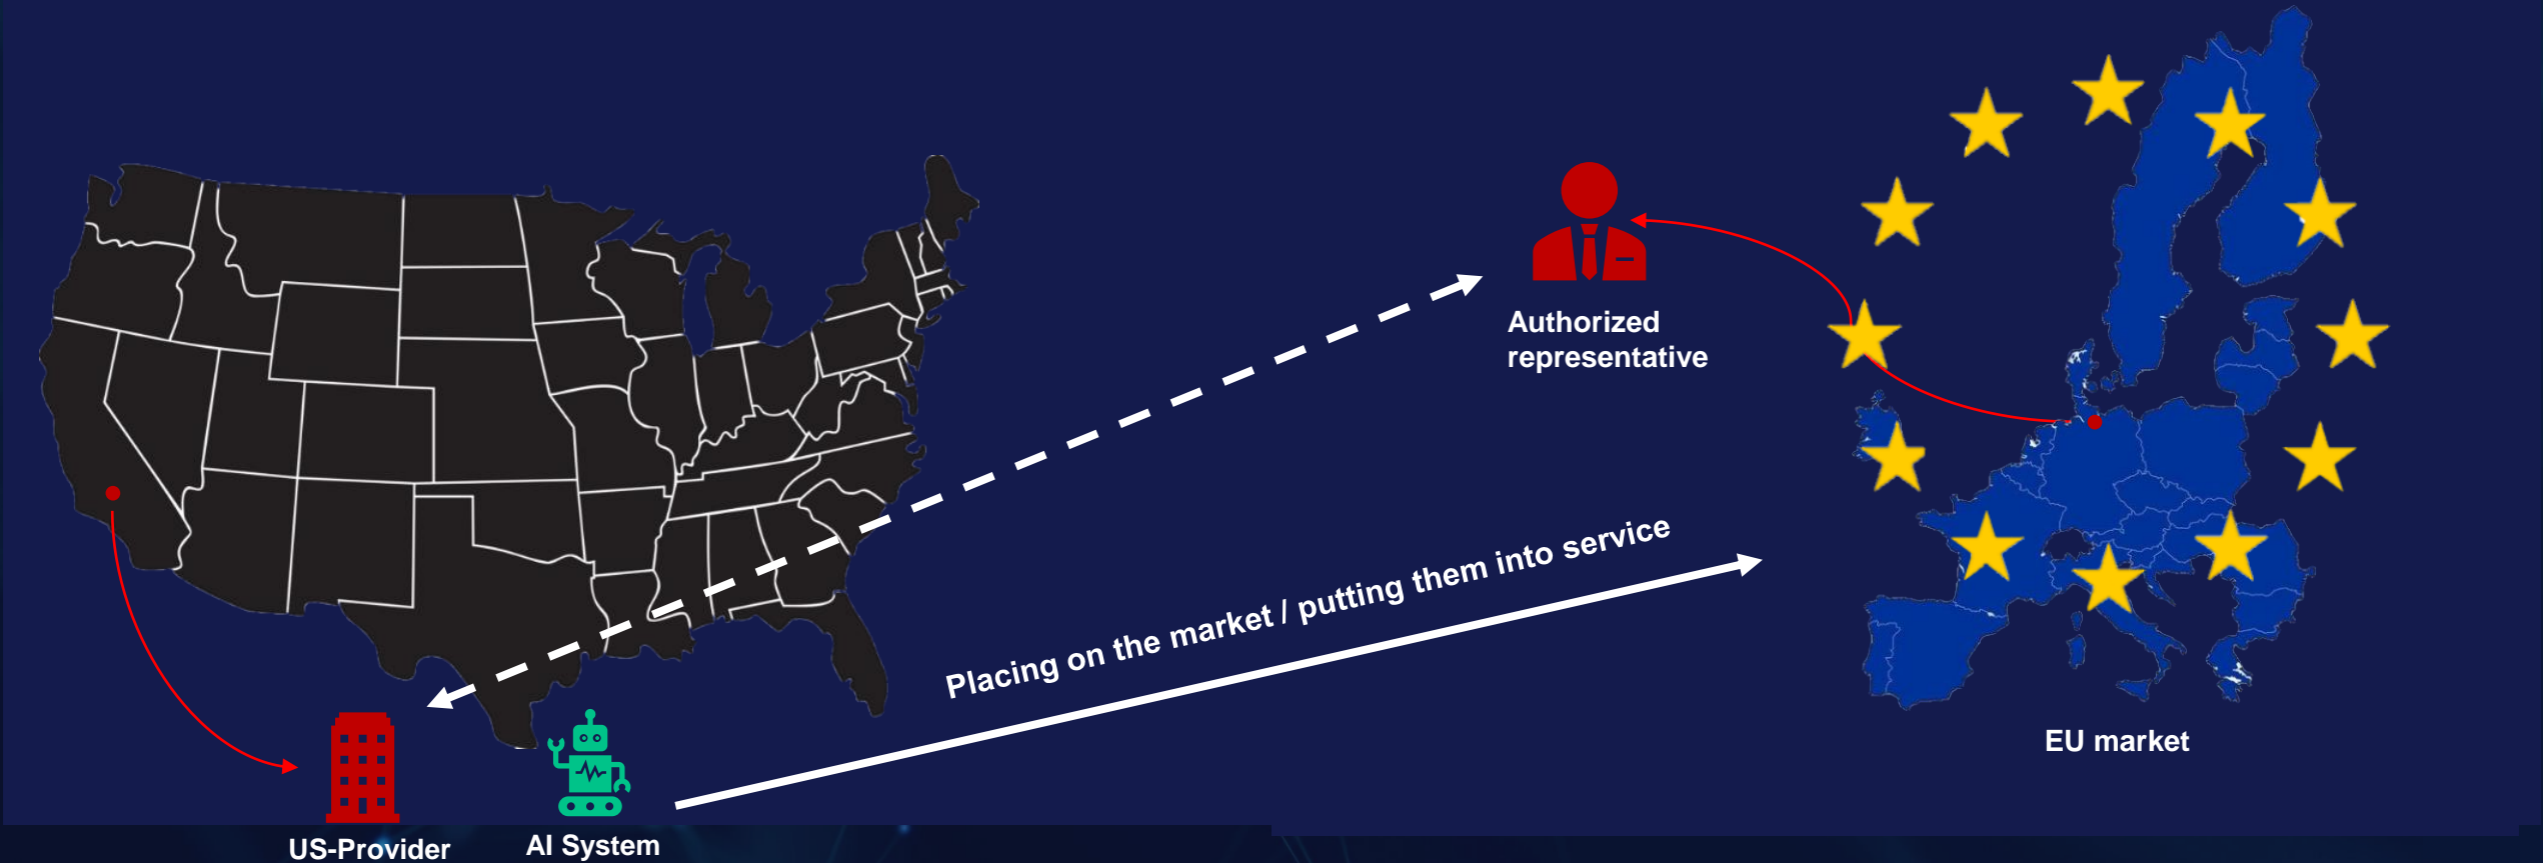 Authorized
representative
Placing on the market / putting them into service
EU market
US-Provider
AI System